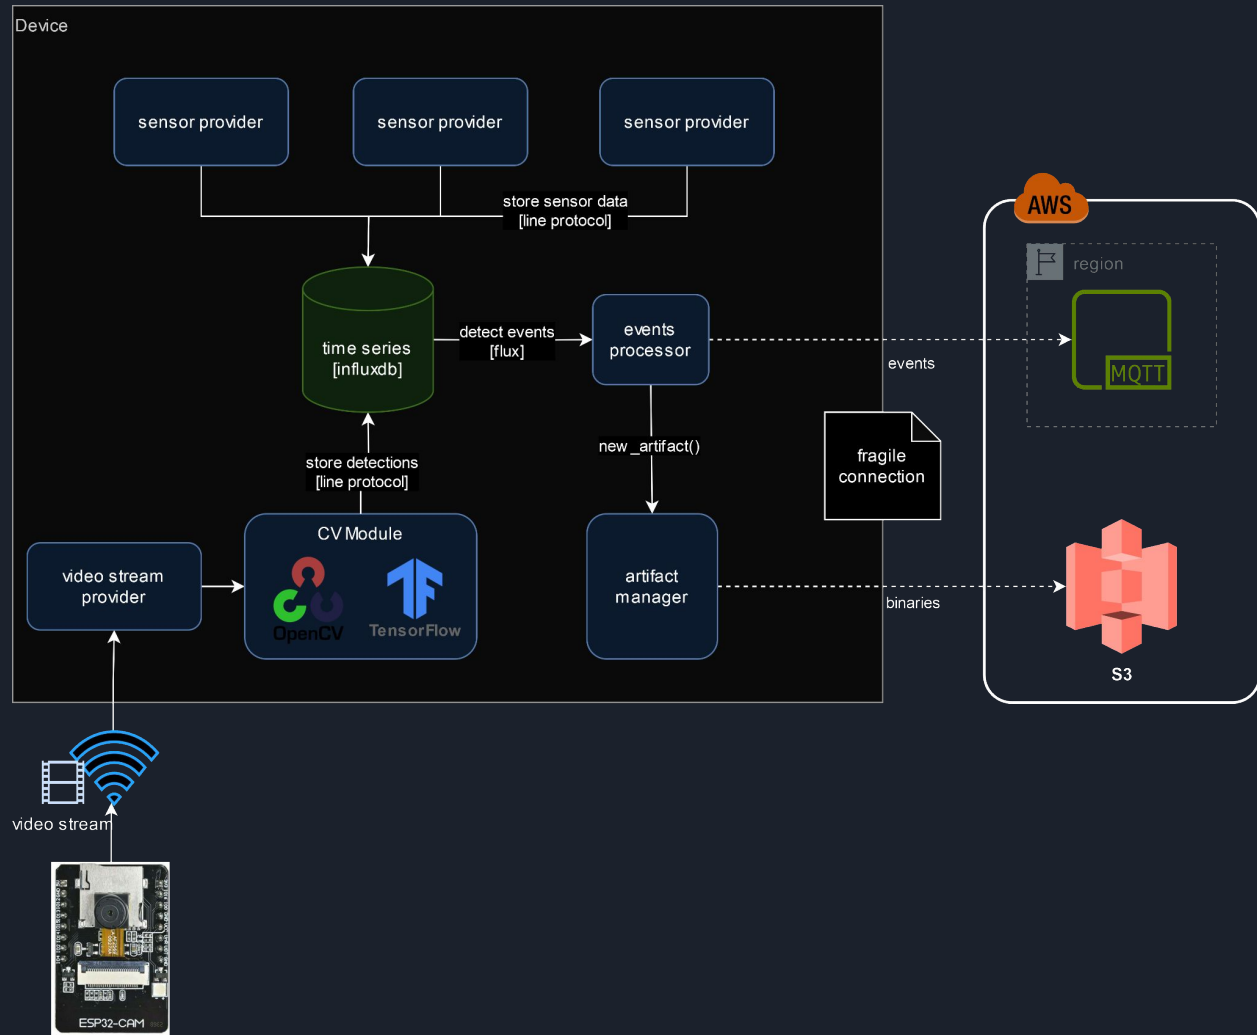 Device
sensor provider
sensor provider
sensor provider
store sensor data
[line protocol]
AWS
region
time series
[influxdb]
detect events
[flux]
events
processor
events
MQTT
new_artifact()
fragile
connection
store detections
[line protocol]
CV Module
OpenCV
TensorFlow
video stream
provider
artifact
manager
binaries
S3
video stream
ESP32-CAM